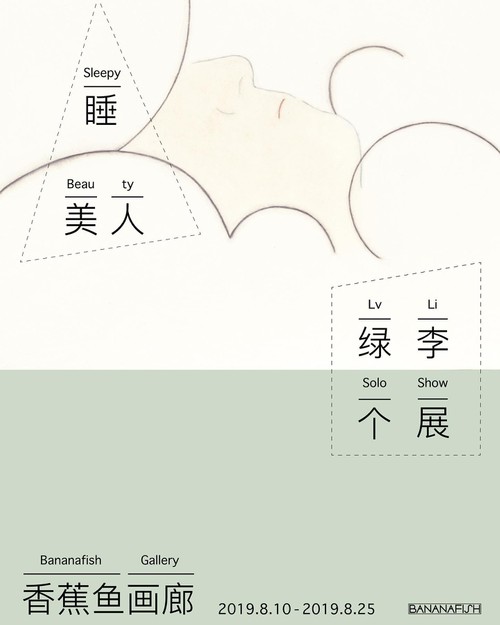 Sleepy
睡
Beau ty
美人
Lv Li
绿李
Solo Show
个展
Bananafish Gallery
香蕉鱼画廊
2019.8.10-2019.8.25
BANANAFISH